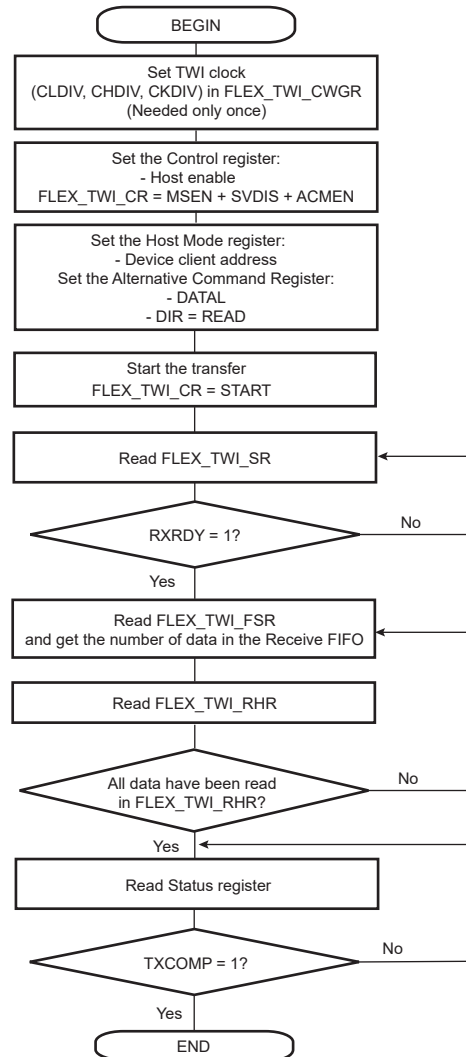 BEGIN
Set TWI clock
(CLDIV, CHDIV, CKDIV) in FLEX_TWI_CWGR
(Needed only once)
Set the Control register:
- Host enable
FLEX_TWI_CR = MSEN + SVDIS + ACMEN
Set the Host Mode register:
- Device client address
Set the Alternative Command Register:
- DATAL
- DIR = READ
Start the transfer
FLEX_TWI_CR = START
Read FLEX_TWI_SR
RXRDY = 1?
No
Yes
Read FLEX_TWI_FSR
and get the number of data in the Receive FIFO
Read FLEX_TWI_RHR
All data have been read
in FLEX_TWI_RHR?
No
Yes
Read Status register
TXCOMP = 1?
No
Yes
END